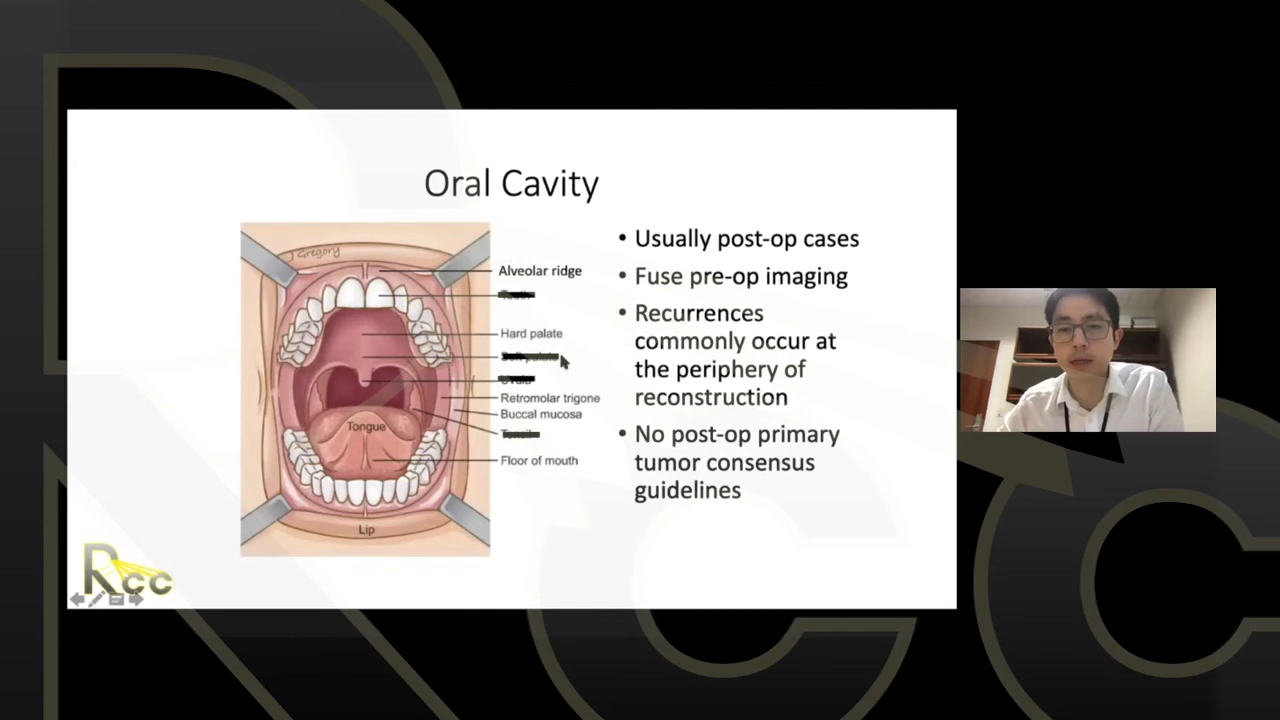 Oral Cavity
J Gregory
Alveolar ridge
Hard palate
Retromolar trigone
Buccal mucosa
Tongue
Floor of mouth
Lip
• Usually post-op cases
• Fuse pre-op imaging
• Recurrences
commonly occur at
the periphery of
reconstruction
• No post-op primary
tumor consensus
guidelines
Rcc
RCC